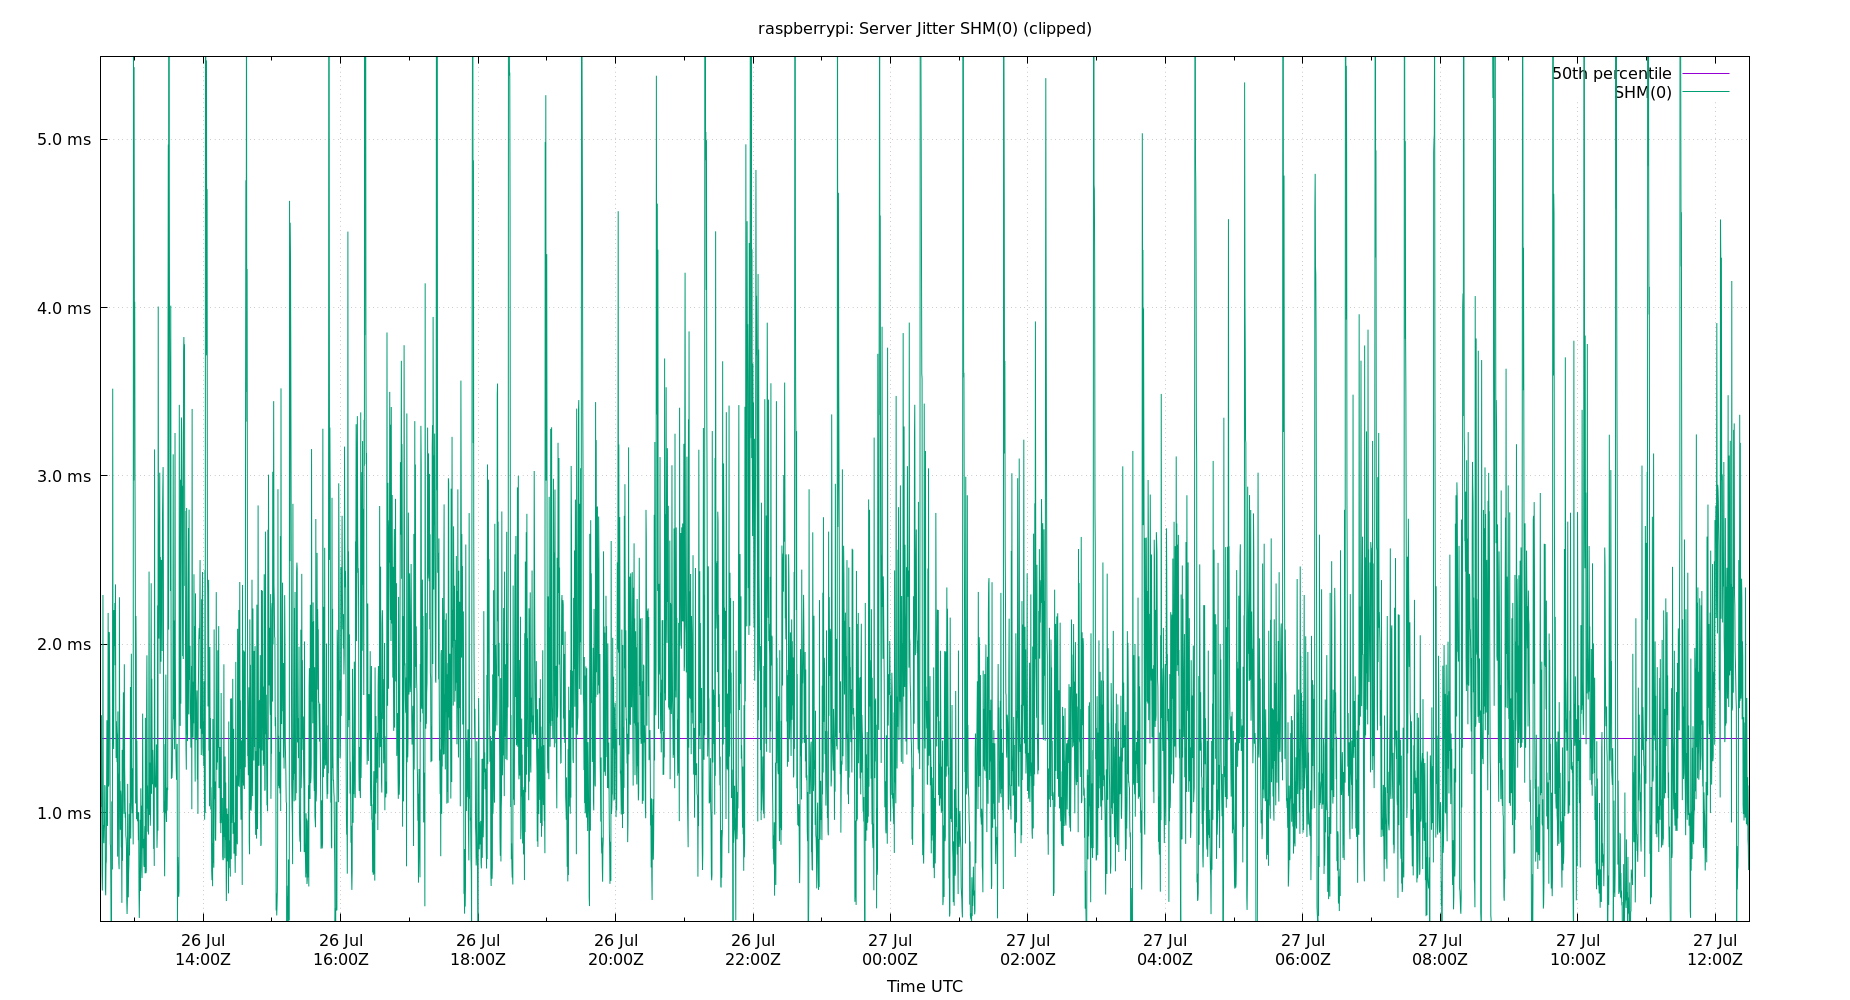 raspberrypi: Server Jitter SHM(0) (clipped)
50th percentile
SHM(0)
5.0 ms
4.0 ms
3.0 ms
2.0 ms
1.0 ms
26 Jul 26 Jul 26 Jul 26 Jul 26 Jul 27 Jul 27 Jul 27 Jul 27 Jul 27 Jul 27 Jul 27 Jul
14:00Z 16:00Z 18:00Z 20:00Z 22:00Z 00:00Z 02:00Z 04:00Z 06:00Z 08:00Z 10:00Z 12:00Z
Time UTC